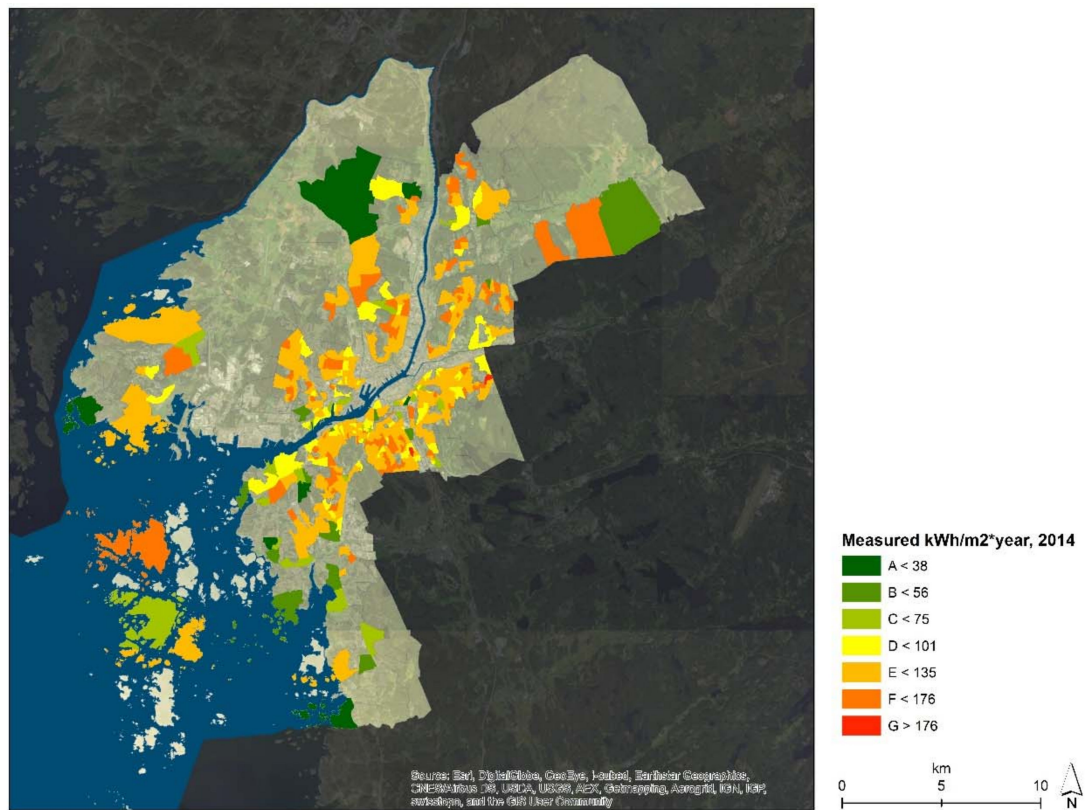 Measured kWh/m2*year, 2014
A < 38
B < 56
C < 75
D < 101
E < 135
F < 176
G > 176
km
0 5 10
N
Source: Esri, DigitalGlobe, GeoEye, i-cubed, Earthstar Geographics,
CNES/Airbus DS, USDA, USGS, AEX, Getmapping, Aerogrid, IGN, IGP,
swisstopo, and the GIS User Community